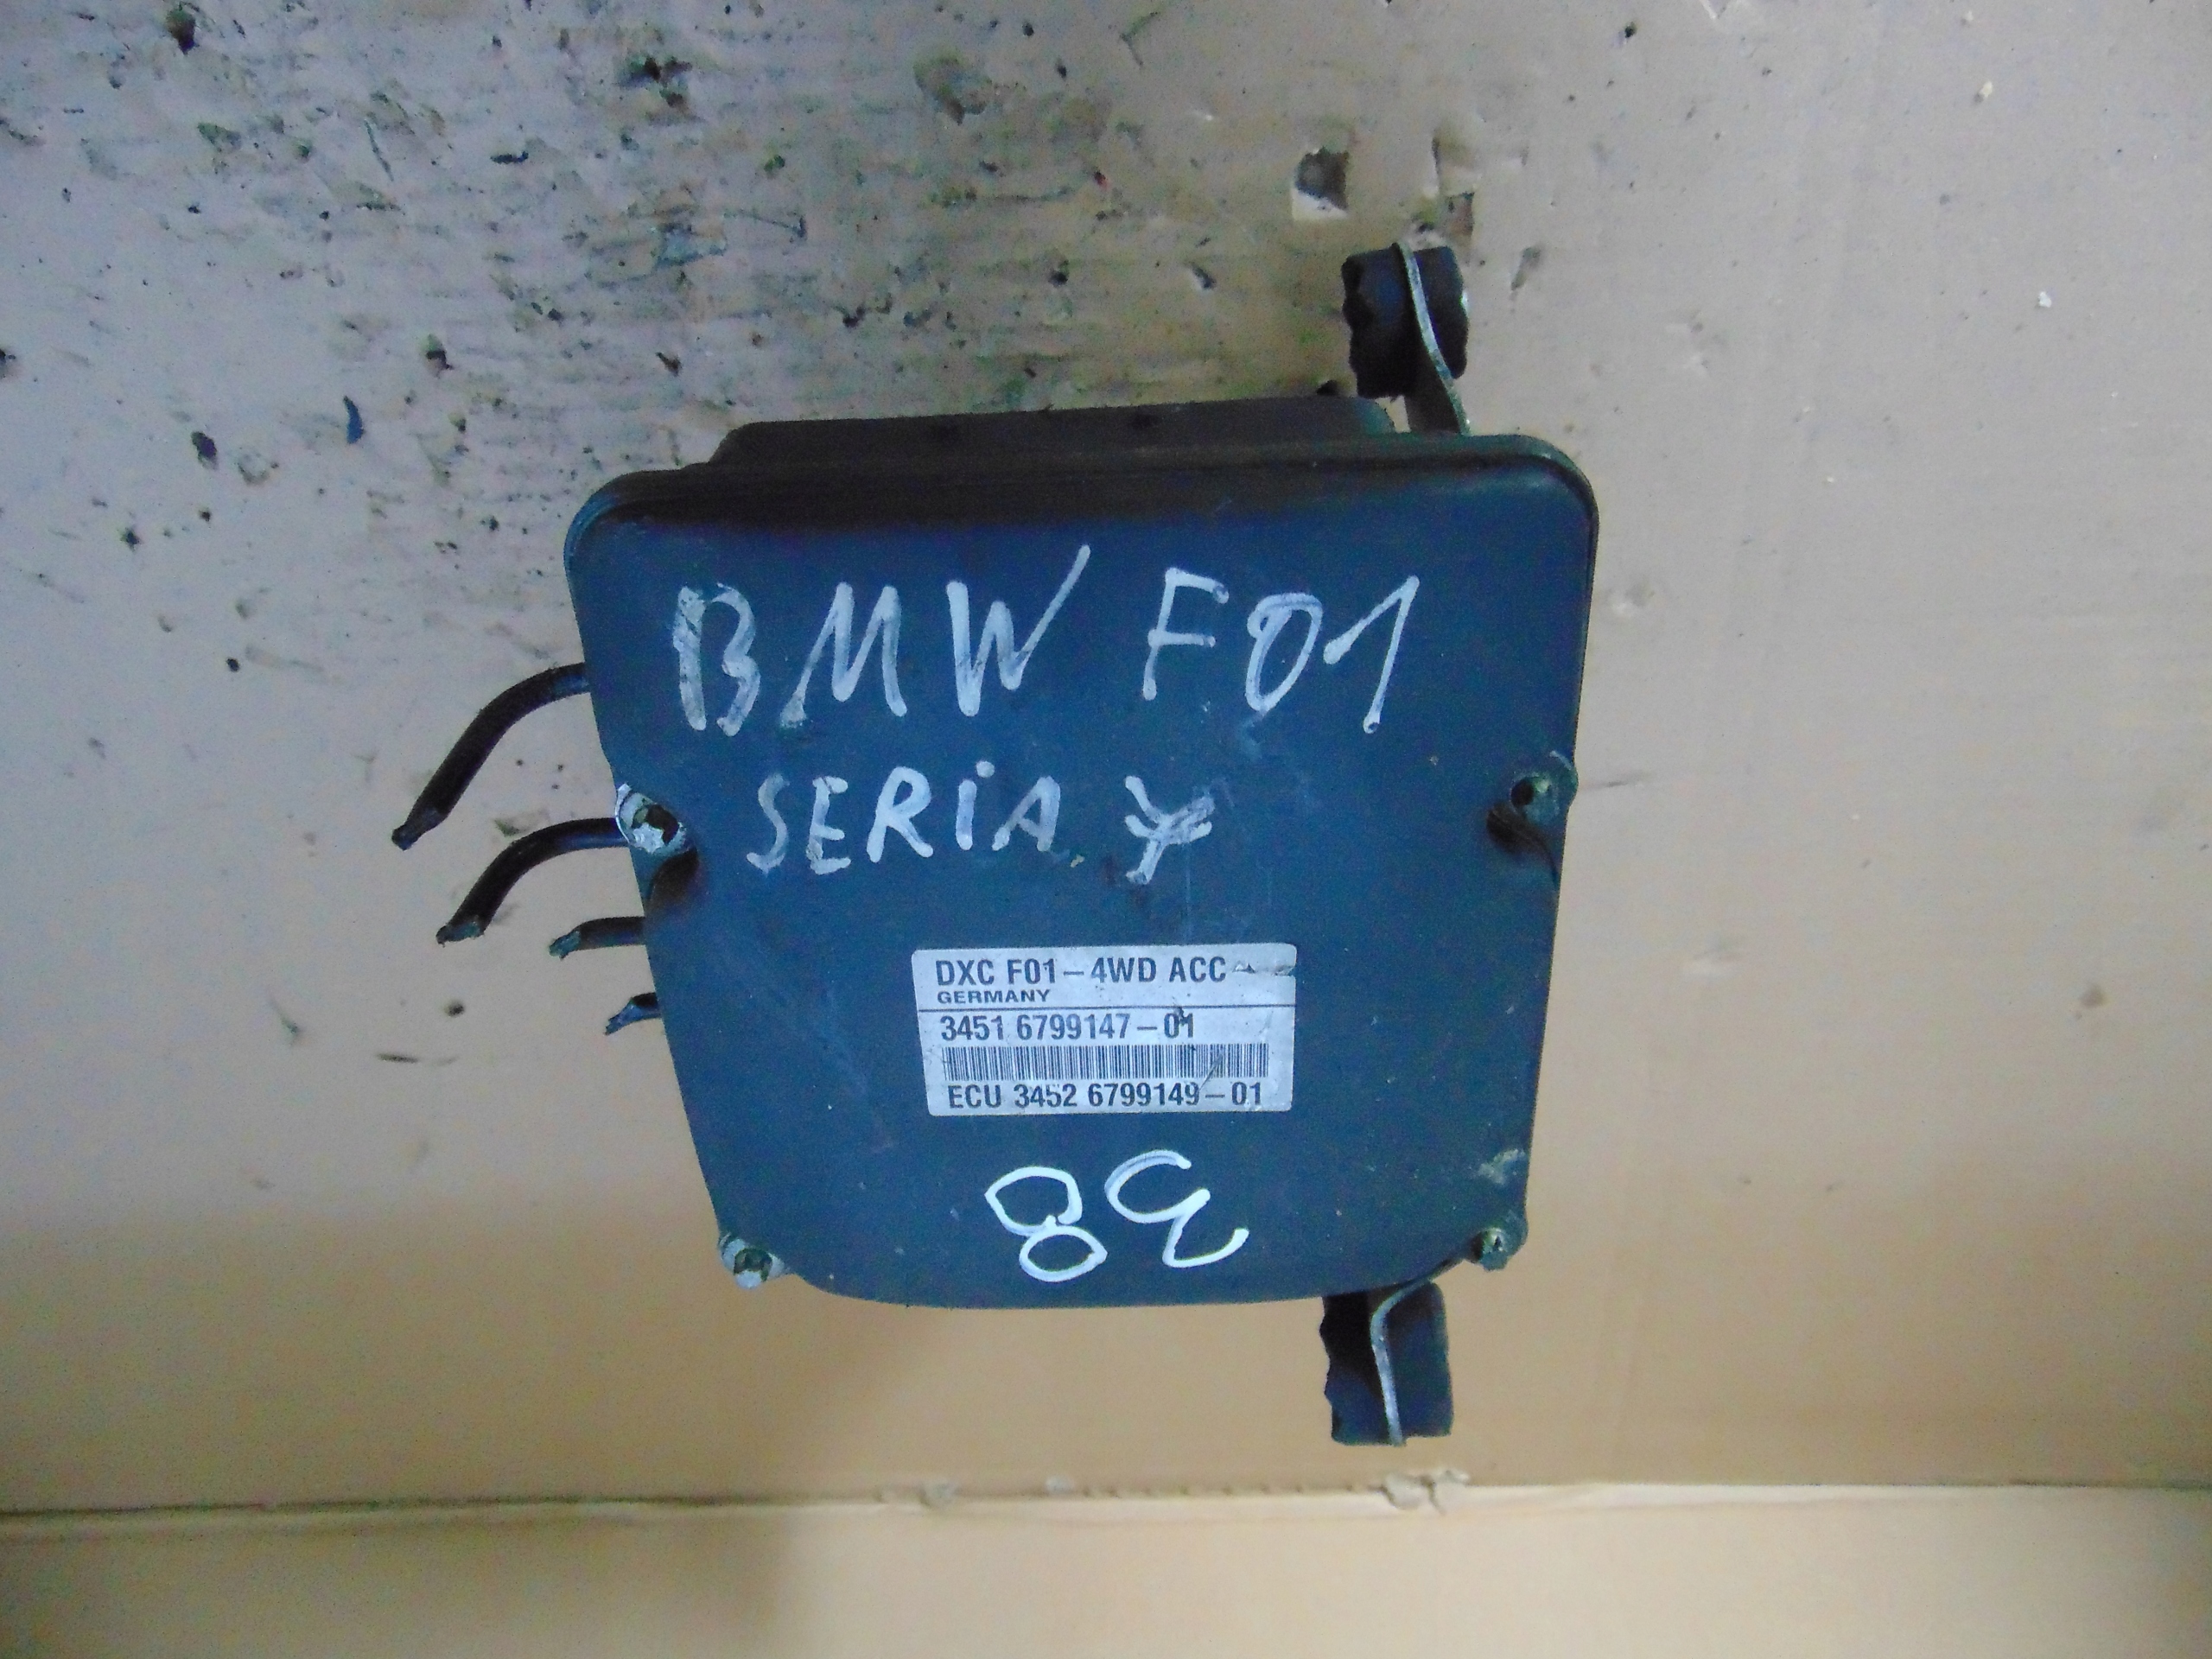 BMW F01
SERiA 7
DXC F01-4WD ACC
GERMANY
3451 6799147-01
ECU 3452 6799149-01
38